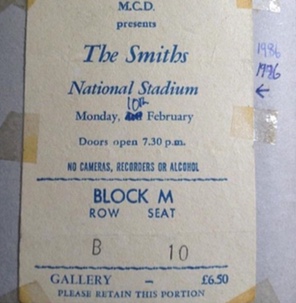 M.C.D.
presents
The Smiths
National Stadium
10th
Monday, February
Doors open 7.30 p.m.
NO CAMERAS, RECORDERS OR ALCOHOL
BLOCK M
ROW SEAT
B 10
GALLERY – £6.50
PLEASE RETAIN THIS PORTION
1986
1986
←